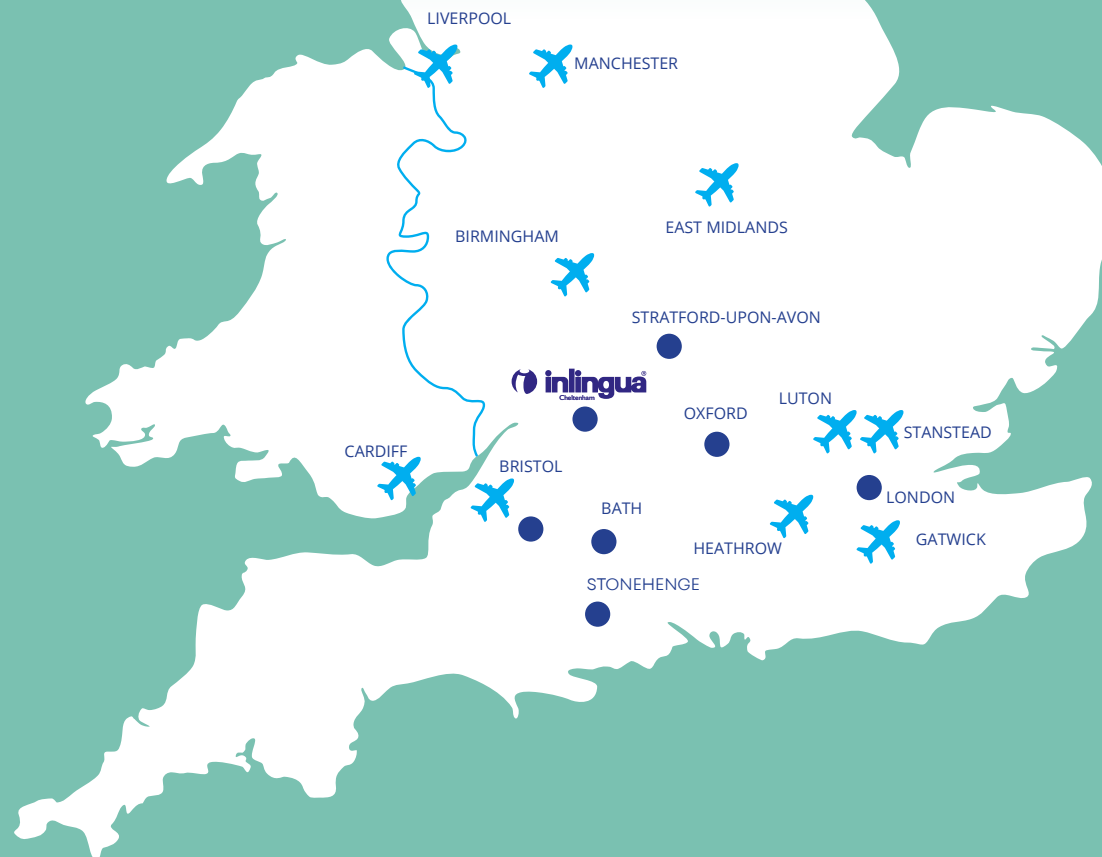 LIVERPOOL
MANCHESTER
EAST MIDLANDS
BIRMINGHAM
STRATFORD-UPON-AVON
inlingua®
Cheltenham
LUTON
OXFORD
STANSTEAD
CARDIFF
BRISTOL
LONDON
BATH
GATWICK
HEATHROW
STONEHENGE